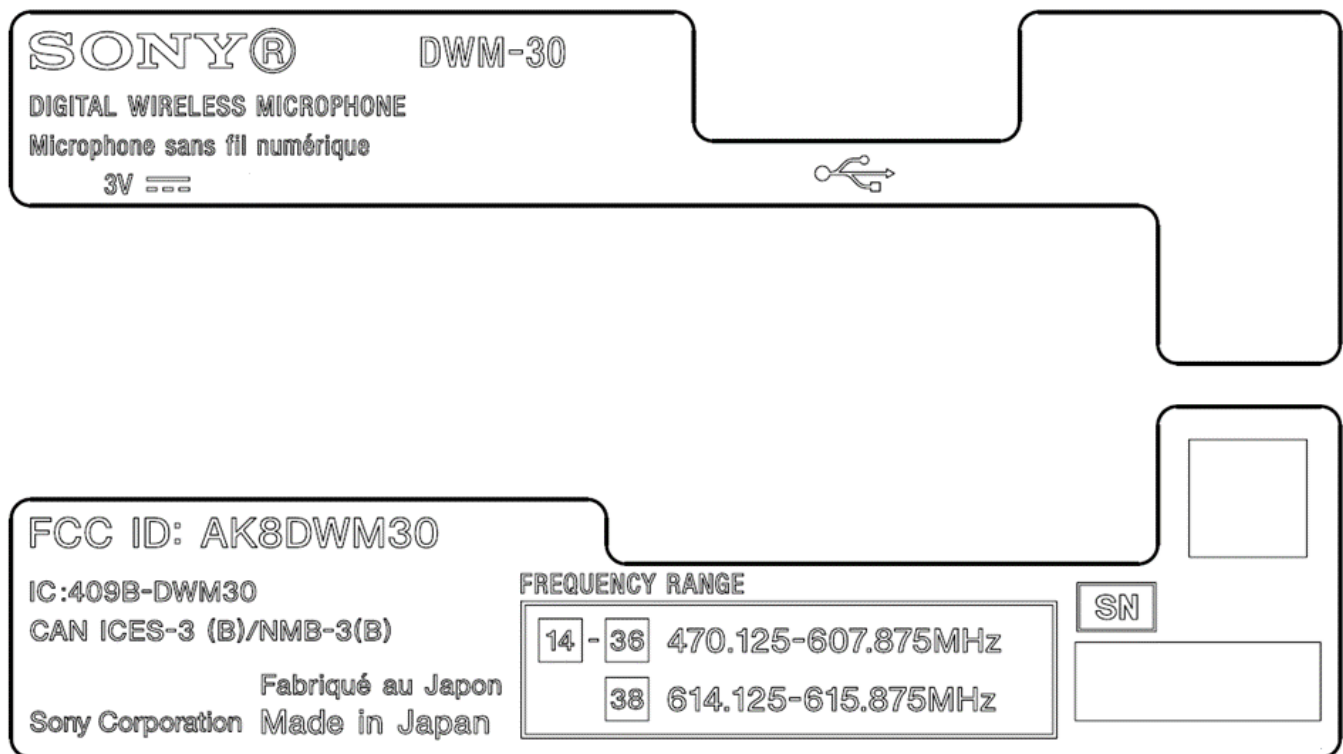 SONY® DWM-30
DIGITAL WIRELESS MICROPHONE
Microphone sans fil numérique
3V
FCC ID: AK8DWM30
IC:409B-DWM30
CAN ICES-3 (B)/NMB-3(B)
Fabriqué au Japon
Sony Corporation Made in Japan
FREQUENCY RANGE
14 - 36 470.125-607.875MHz
38 614.125-615.875MHz
SN